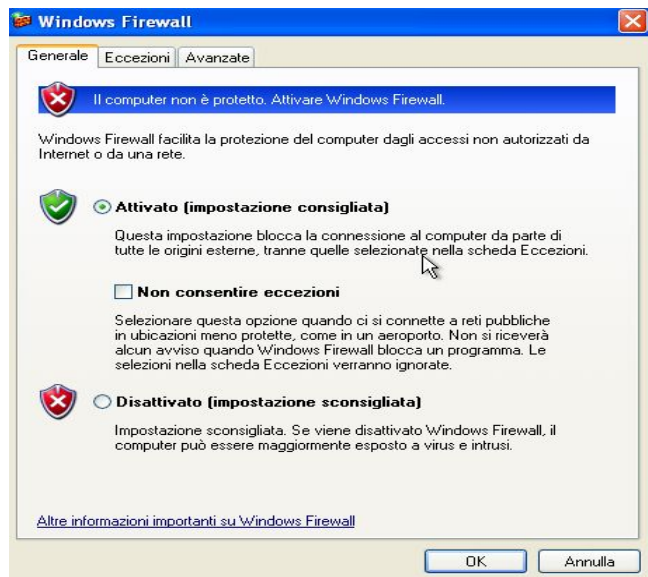 Windows Firewall
Generale Eccezioni Avanzate
Il computer non è protetto. Attivare Windows Firewall.
Windows Firewall facilita la protezione del computer dagli accessi non autorizzati da
Internet o da una rete.
Attivato (impostazione consigliata)
Questa impostazione blocca la connessione al computer da parte di
tutte le origini esterne, tranne quelle selezionate nella scheda Eccezioni.
Non consentire eccezioni
Selezionare questa opzione quando ci si connette a reti pubbliche
in ubicazioni meno protette, come in un aeroporto. Non si riceverà
alcun avviso quando Windows Firewall blocca un programma. Le
selezioni nella scheda Eccezioni verranno ignorate.
Disattivato (impostazione sconsigliata)
Impostazione sconsigliata. Se viene disattivato Windows Firewall, il
computer può essere maggiormente esposto a virus e intrusi.
Altre informazioni importanti su Windows Firewall
OK Annulla